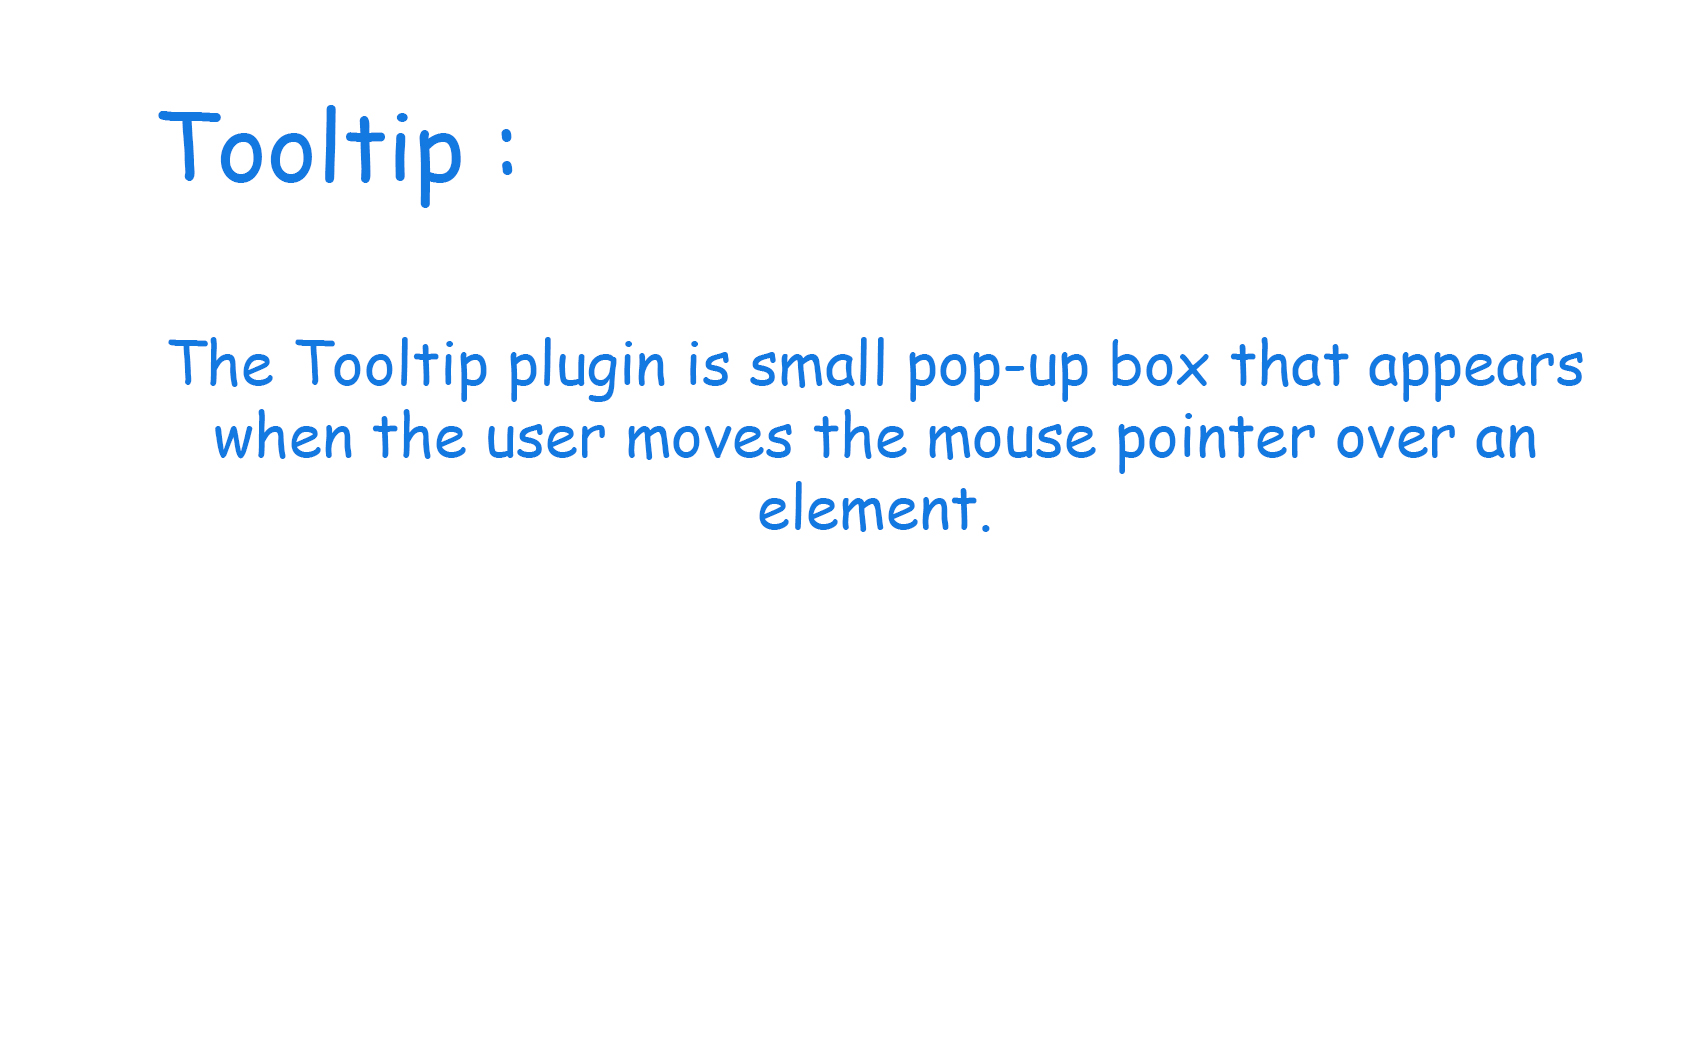 Tooltip :
The Tooltip plugin is small pop-up box that appears
when the user moves the mouse pointer over an
element.